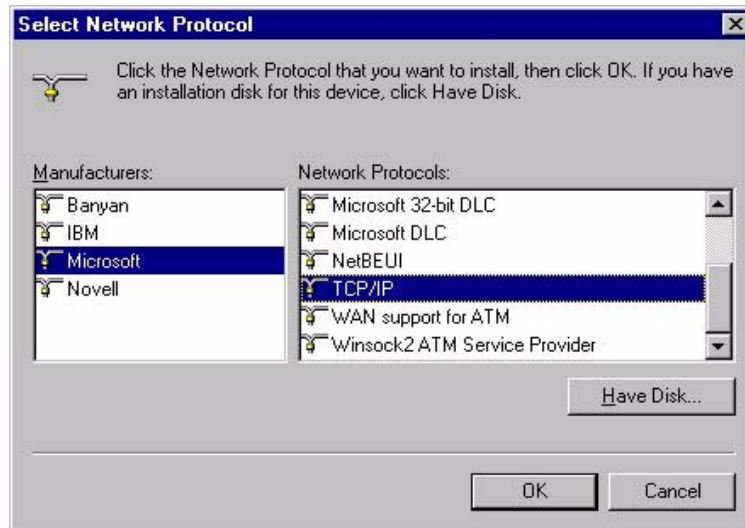 Select Network Protocol
Click the Network Protocol that you want to install, then click OK. If you have
an installation disk for this device, click Have Disk.
Manufacturers:
Banyan
IBM
Microsoft
Novell
Network Protocols:
Microsoft 32-bit DLC
Microsoft DLC
NetBEUI
TCP/IP
WAN support for ATM
Winsock2 ATM Service Provider
Have Disk...
OK
Cancel